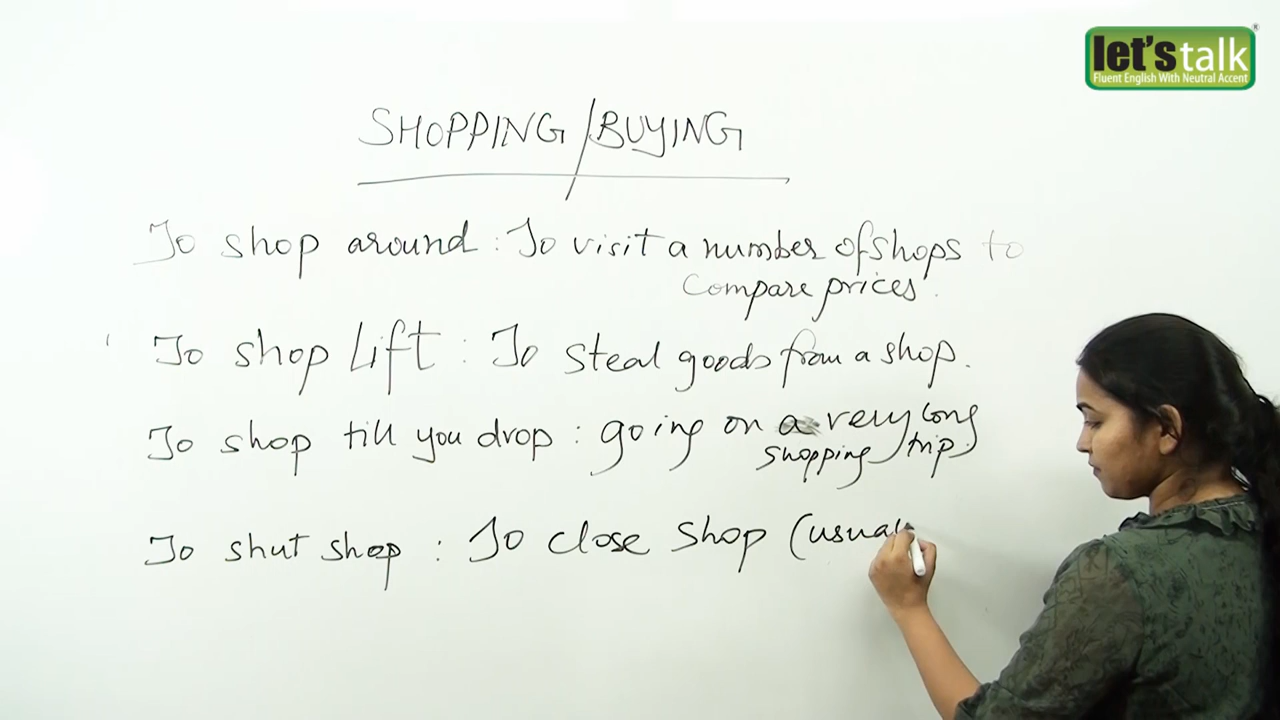 let's talk
Fluent English With Neutral Accent
SHOPPING/BUYING
To shop around : To visit a number of shops to
compare prices.
To shop lift : To steal goods from a shop.
To shop till you drop : going on a very long
shopping trip.
To shut shop : To close shop (usual